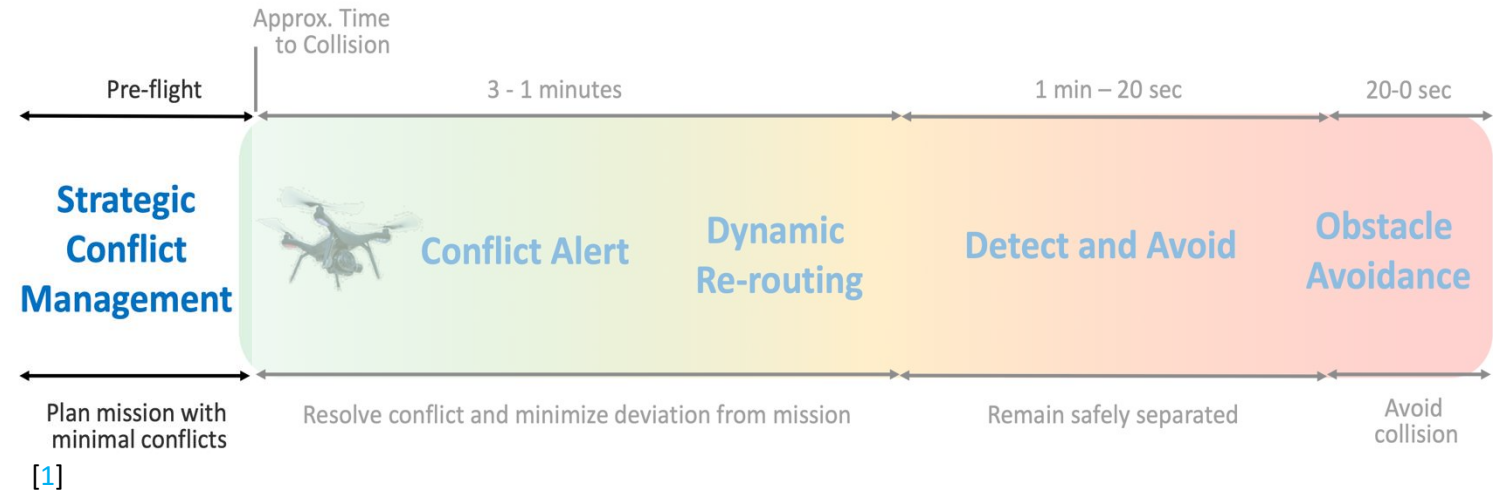 Approx. Time
to Collision
Pre-flight
3 - 1 minutes
1 min – 20 sec
20-0 sec
Strategic
Conflict
Management
Conflict Alert
Dynamic
Re-routing
Detect and Avoid
Obstacle
Avoidance
Plan mission with
minimal conflicts
Resolve conflict and minimize deviation from mission
Remain safely separated
Avoid
collision
[1]